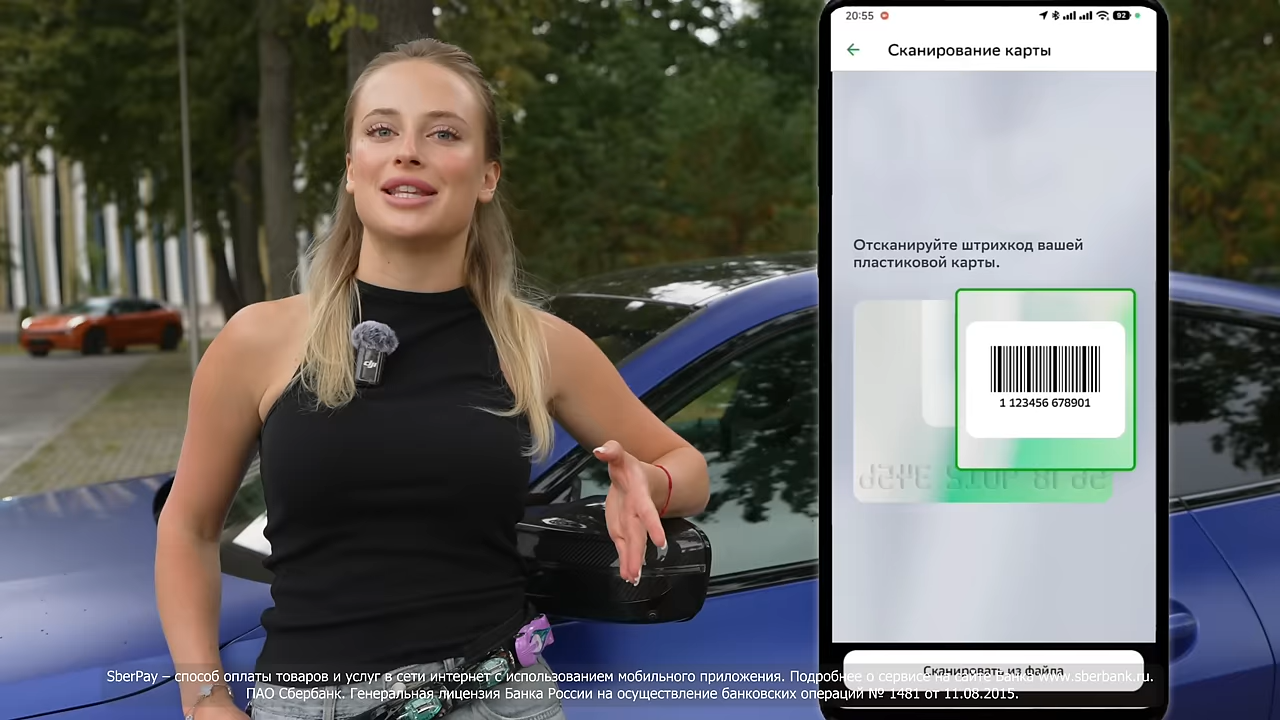 20:55
92
Сканирование карты
Отсканируйте штрихкод вашей
пластиковой карты.
1 123456 678901
Сканировать из файла
dji
SberPay – способ оплаты товаров и услуг в сети интернет с использованием мобильного приложения. Подробнее о сервисе на сайте Банка www.sberbank.ru.
ПАО Сбербанк. Генеральная лицензия Банка России на осуществление банковских операций № 1481 от 11.08.2015.